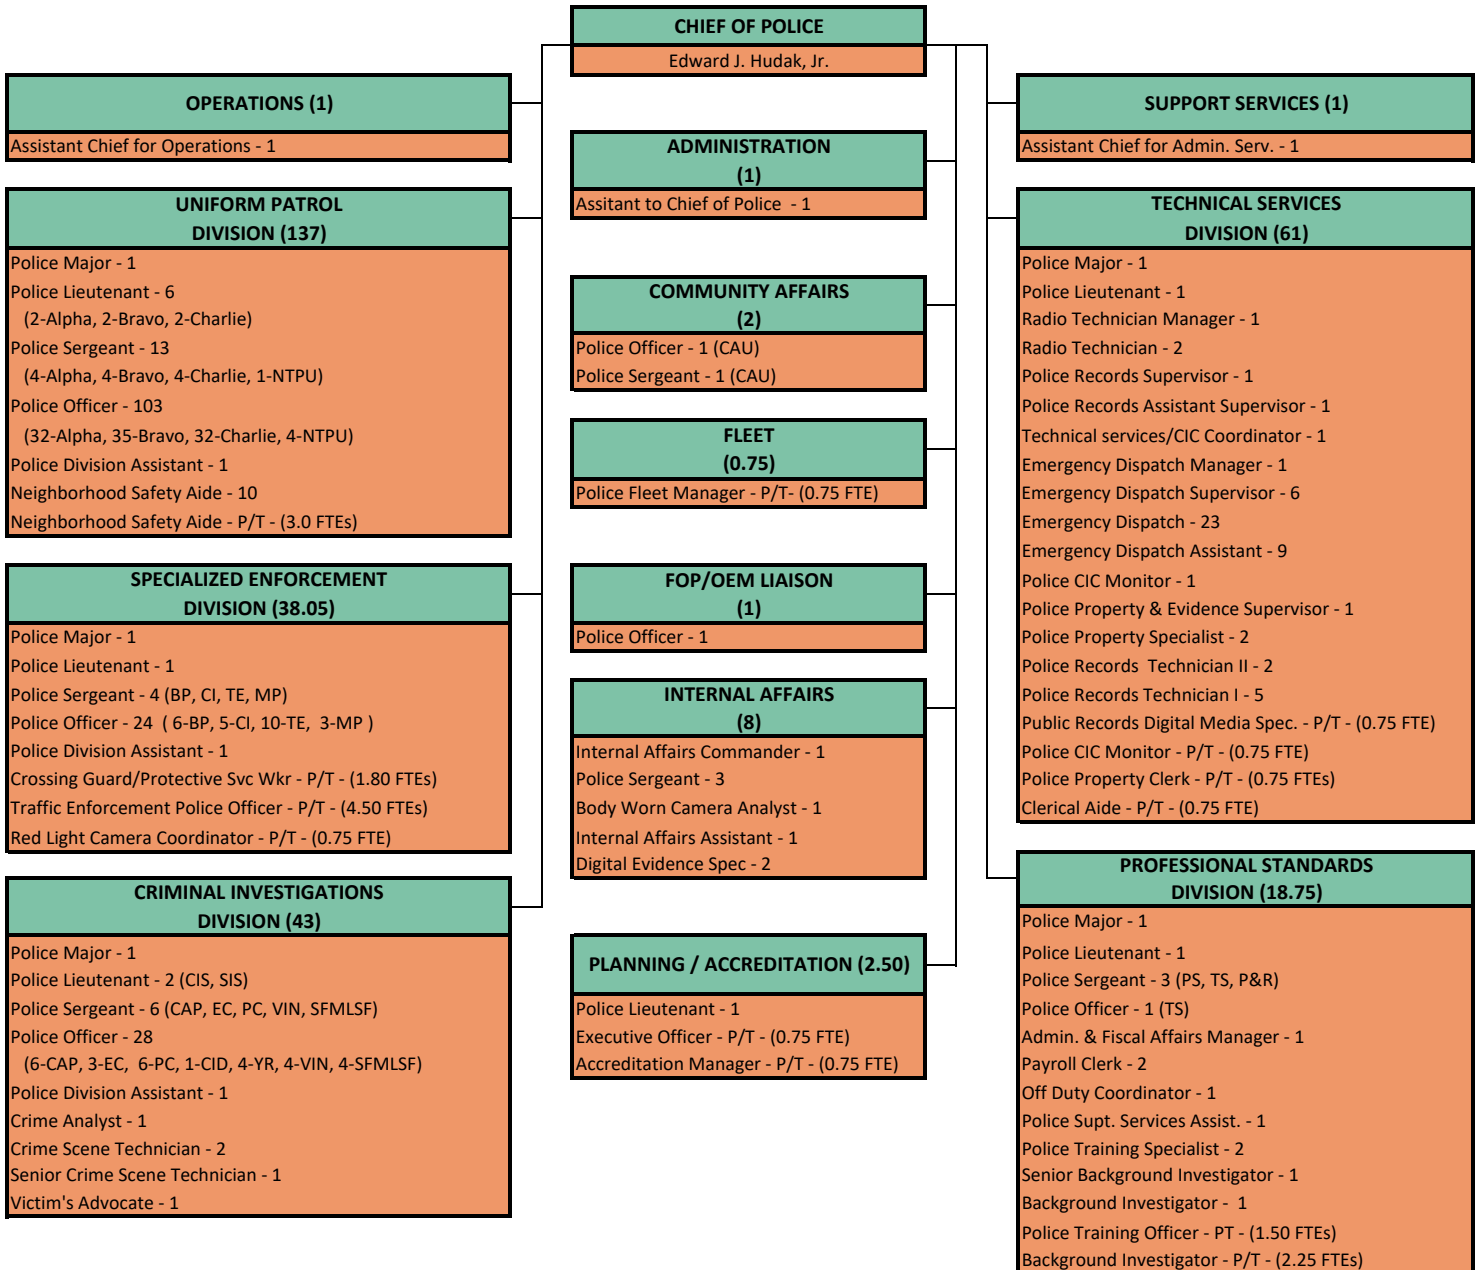 CHIEF OF POLICE
Edward J. Hudak, Jr.
OPERATIONS (1)
Assistant Chief for Operations - 1
UNIFORM PATROL
DIVISION (137)
Police Major - 1
Police Lieutenant - 6
(2-Alpha, 2-Bravo, 2-Charlie)
Police Sergeant - 13
(4-Alpha, 4-Bravo, 4-Charlie, 1-NTPU)
Police Officer - 103
(32-Alpha, 35-Bravo, 32-Charlie, 4-NTPU)
Police Division Assistant - 1
Neighborhood Safety Aide - 10
Neighborhood Safety Aide - P/T - (3.0 FTEs)
SPECIALIZED ENFORCEMENT
DIVISION (38.05)
Police Major - 1
Police Lieutenant - 1
Police Sergeant - 4 (BP, CI, TE, MP)
Police Officer - 24 ( 6-BP, 5-CI, 10-TE, 3-MP )
Police Division Assistant - 1
Crossing Guard/Protective Svc Wkr - P/T - (1.80 FTEs)
Traffic Enforcement Police Officer - P/T - (4.50 FTEs)
Red Light Camera Coordinator - P/T - (0.75 FTE)
CRIMINAL INVESTIGATIONS
DIVISION (43)
Police Major - 1
Police Lieutenant - 2 (CIS, SIS)
Police Sergeant - 6 (CAP, EC, PC, VIN, SFMLSF)
Police Officer - 28
(6-CAP, 3-EC, 6-PC, 1-CID, 4-YR, 4-VIN, 4-SFMLSF)
Police Division Assistant - 1
Crime Analyst - 1
Crime Scene Technician - 2
Senior Crime Scene Technician - 1
Victim's Advocate - 1
ADMINISTRATION
(1)
Assitant to Chief of Police - 1
COMMUNITY AFFAIRS
(2)
Police Officer - 1 (CAU)
Police Sergeant - 1 (CAU)
FLEET
(0.75)
Police Fleet Manager - P/T- (0.75 FTE)
FOP/OEM LIAISON
(1)
Police Officer - 1
INTERNAL AFFAIRS
(8)
Internal Affairs Commander - 1
Police Sergeant - 3
Body Worn Camera Analyst - 1
Internal Affairs Assistant - 1
Digital Evidence Spec - 2
PLANNING / ACCREDITATION (2.50)
Police Lieutenant - 1
Executive Officer - P/T - (0.75 FTE)
Accreditation Manager - P/T - (0.75 FTE)
SUPPORT SERVICES (1)
Assistant Chief for Admin. Serv. - 1
TECHNICAL SERVICES
DIVISION (61)
Police Major - 1
Police Lieutenant - 1
Radio Technician Manager - 1
Radio Technician - 2
Police Records Supervisor - 1
Police Records Assistant Supervisor - 1
Technical services/CIC Coordinator - 1
Emergency Dispatch Manager - 1
Emergency Dispatch Supervisor - 6
Emergency Dispatch - 23
Emergency Dispatch Assistant - 9
Police CIC Monitor - 1
Police Property & Evidence Supervisor - 1
Police Property Specialist - 2
Police Records Technician II - 2
Police Records Technician I - 5
Public Records Digital Media Spec. - P/T - (0.75 FTE)
Police CIC Monitor - P/T - (0.75 FTE)
Police Property Clerk - P/T - (0.75 FTEs)
Clerical Aide - P/T - (0.75 FTE)
PROFESSIONAL STANDARDS
DIVISION (18.75)
Police Major - 1
Police Lieutenant - 1
Police Sergeant - 3 (PS, TS, P&R)
Police Officer - 1 (TS)
Admin. & Fiscal Affairs Manager - 1
Payroll Clerk - 2
Off Duty Coordinator - 1
Police Supt. Services Assist. - 1
Police Training Specialist - 2
Senior Background Investigator - 1
Background Investigator - 1
Police Training Officer - PT - (1.50 FTEs)
Background Investigator - P/T - (2.25 FTEs)